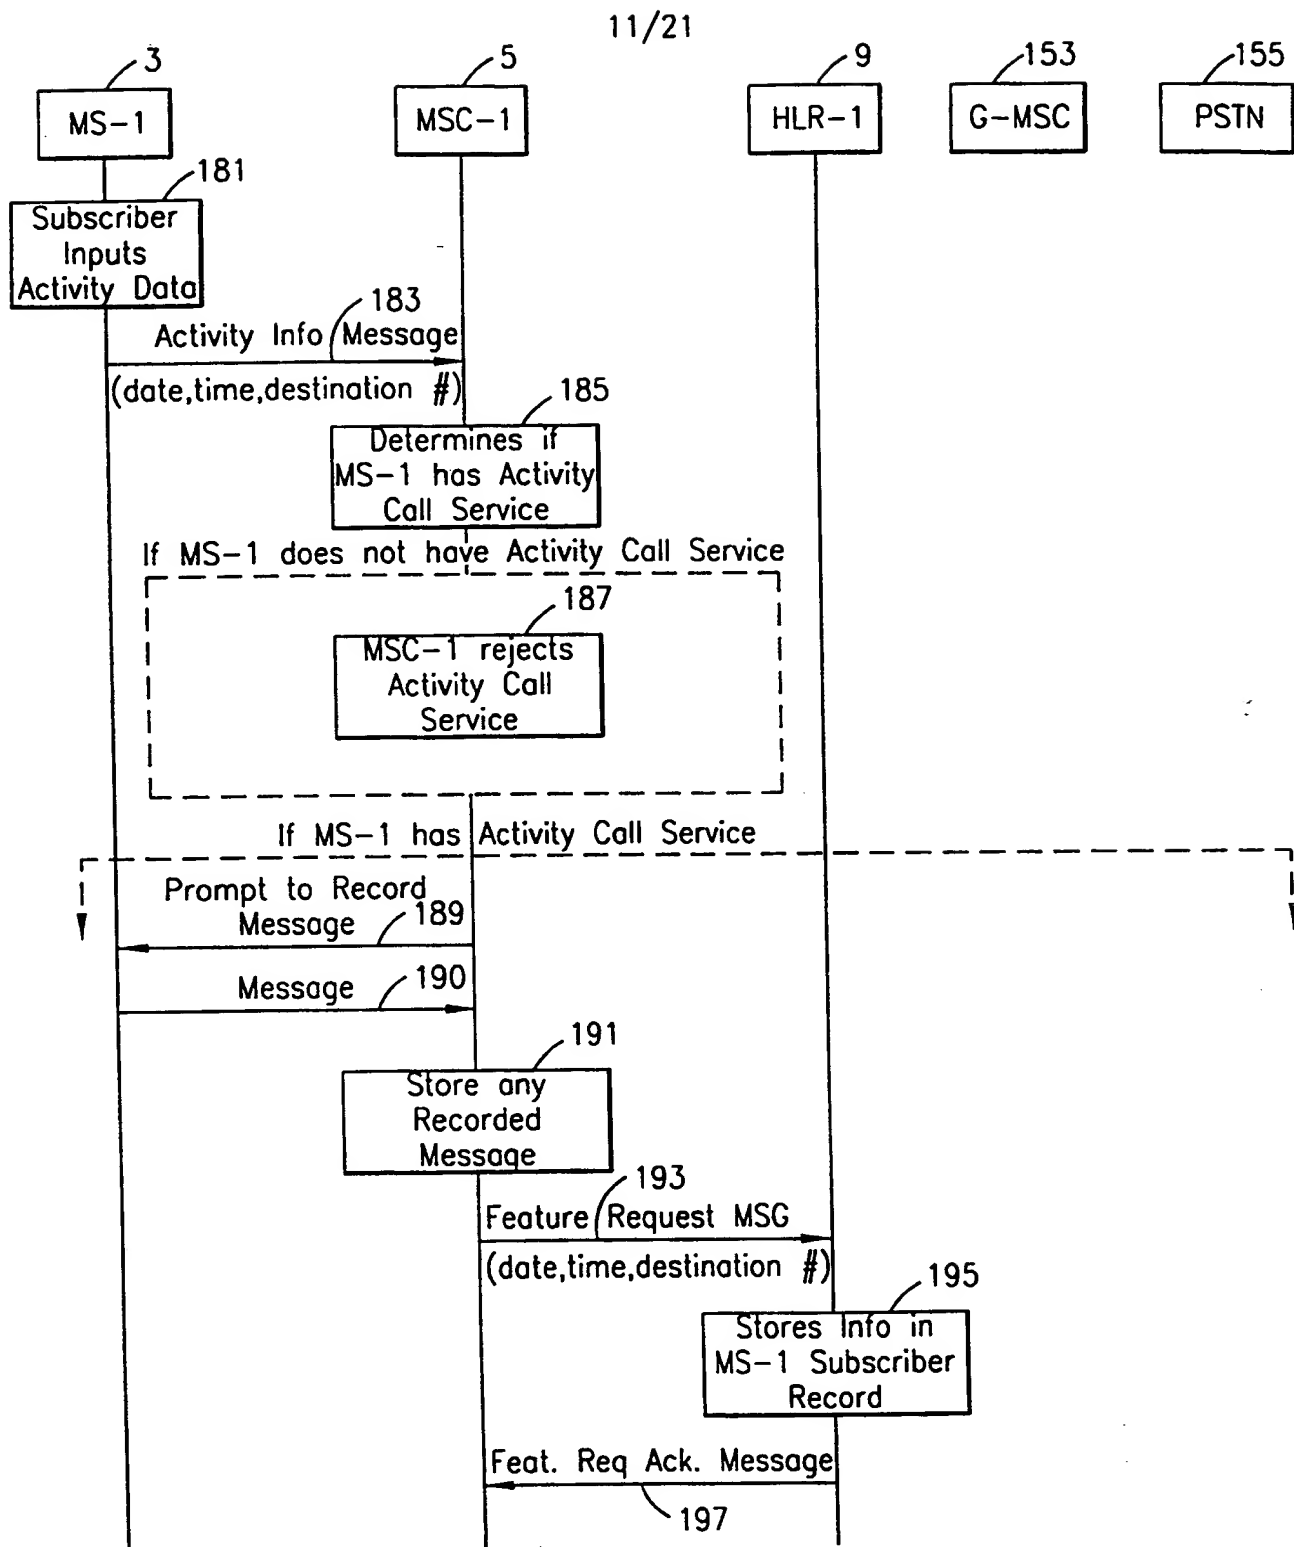 11/21
3
5
9
153
155
MS-1
MSC-1
HLR-1
G-MSC
PSTN
181
Subscriber
Inputs
Activity Data
183
Activity Info Message
(date,time,destination #)
185
Determines if
MS-1 has Activity
Call Service
If MS-1 does not have Activity Call Service
187
MSC-1 rejects
Activity Call
Service
If MS-1 has Activity Call Service
Prompt to Record
Message
189
Message
190
191
Store any
Recorded
Message
193
Feature Request MSG
(date,time,destination #)
195
Stores Info in
MS-1 Subscriber
Record
Feat. Req Ack. Message
197